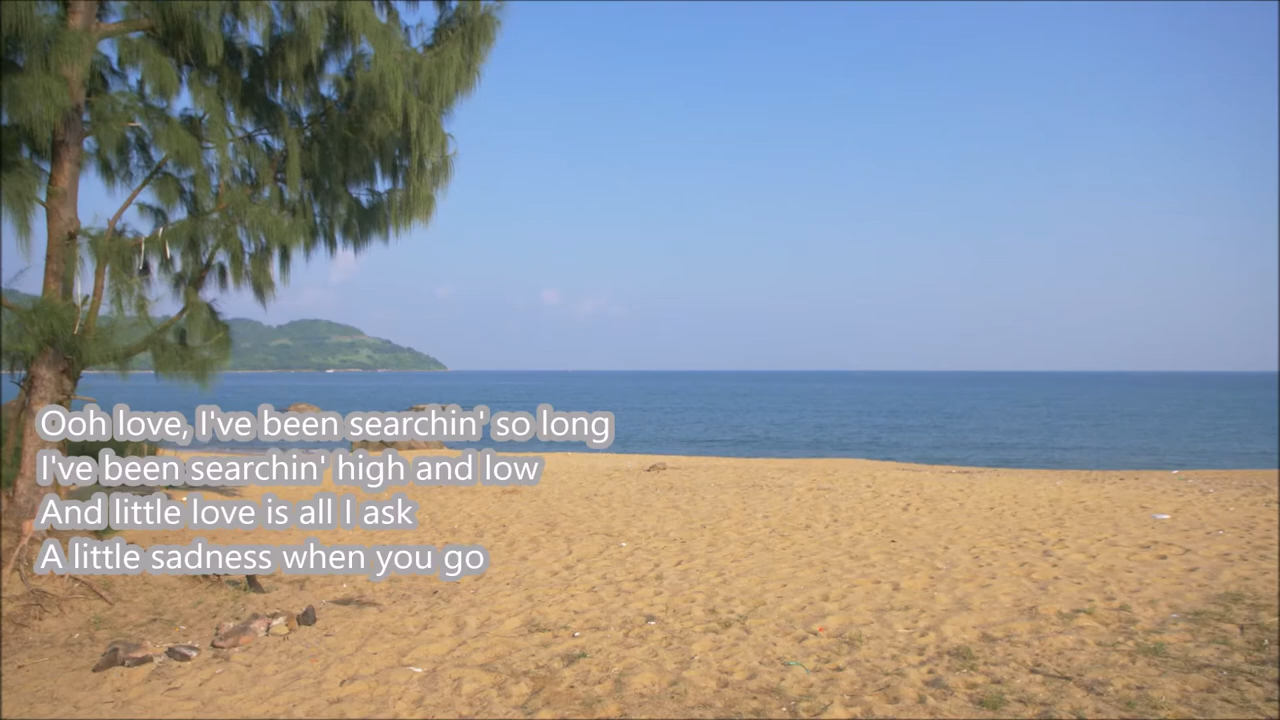 Ooh love, I've been searchin' so long
I've been searchin' high and low
And little love is all I ask
A little sadness when you go